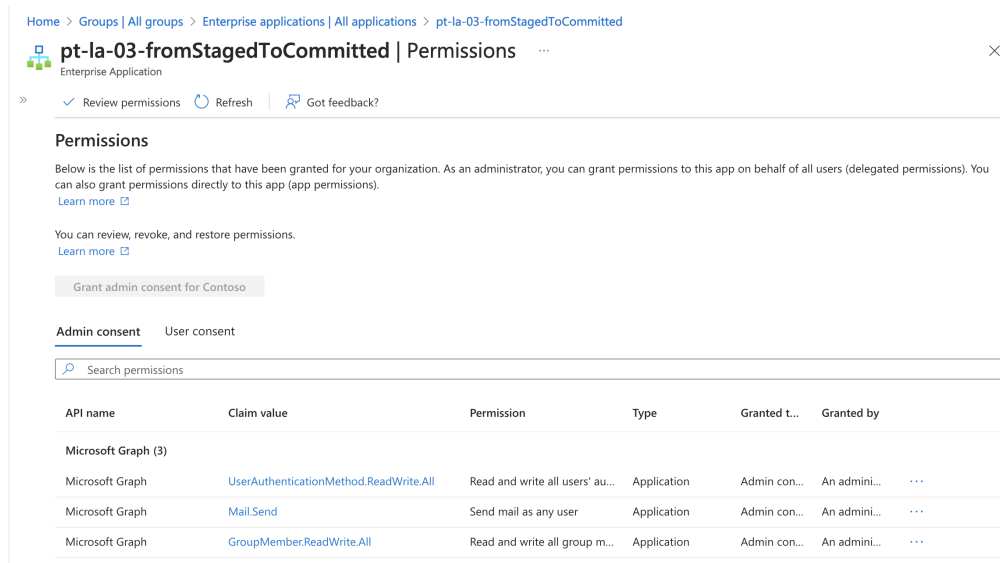 Home > Groups | All groups > Enterprise applications | All applications > pt-la-03-fromStagedToCommitted
pt-la-03-fromStagedToCommitted | Permissions ...
Enterprise Application
Review permissions Refresh Got feedback?
Permissions
Below is the list of permissions that have been granted for your organization. As an administrator, you can grant permissions to this app on behalf of all users (delegated permissions). You
can also grant permissions directly to this app (app permissions).
Learn more
You can review, revoke, and restore permissions.
Learn more
Grant admin consent for Contoso
Admin consent User consent
Search permissions
API name Claim value Permission Type Granted t... Granted by
Microsoft Graph (3)
Microsoft Graph UserAuthenticationMethod.ReadWrite.All Read and write all users' au... Application Admin con... An admini... ...
Microsoft Graph Mail.Send Send mail as any user Application Admin con... An admini... ...
Microsoft Graph GroupMember.ReadWrite.All Read and write all group m... Application Admin con... An admini... ...